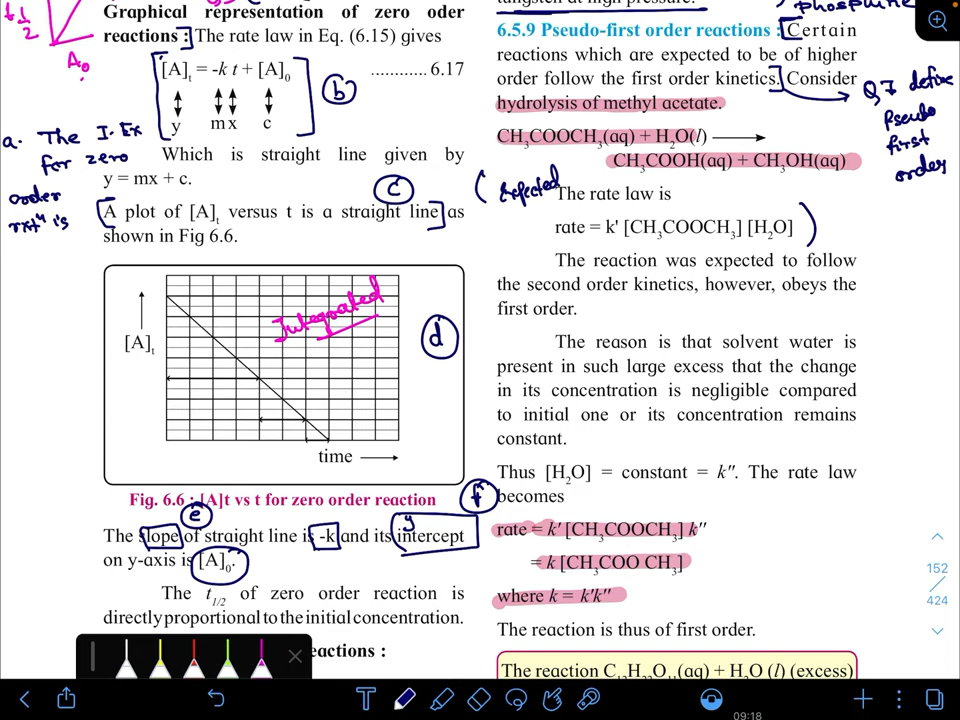 Graphical representation of zero oder
reactions : The rate law in Eq. (6.15) gives
[A]t = -k t + [A]0 ............ 6.17
y m x c
b
a. The I. Ex
for zero
order
rxn is
Which is straight line given by
y = mx + c.
c
A plot of [A]t versus t is a straight line as
shown in Fig 6.6.
Integrated
d
[A]t
time
Fig. 6.6 : [A]t vs t for zero order reaction
e
f
y
The slope of straight line is -k and its intercept
on y-axis is [A]0.
The t1/2 of zero order reaction is
directly proportional to the initial concentration.
eactions :
t1/2
A0
tungsten at high pressure.
phosphine
6.5.9 Pseudo-first order reactions : Certain
reactions which are expected to be of higher
order follow the first order kinetics. Consider
hydrolysis of methyl acetate.
Q I define
Pseudo
first
order
CH3COOCH3(aq) + H2O(l)
CH3COOH(aq) + CH3OH(aq)
(Expected
The rate law is
rate = k' [CH3COOCH3] [H2O] )
The reaction was expected to follow
the second order kinetics, however, obeys the
first order.
The reason is that solvent water is
present in such large excess that the change
in its concentration is negligible compared
to initial one or its concentration remains
constant.
Thus [H2O] = constant = k″. The rate law
becomes
rate = k′ [CH3COOCH3] k″
= k [CH3COO CH3]
where k = k′k″
The reaction is thus of first order.
The reaction C12H22O11(aq) + H2O (l) (excess)
152
424
T
09:18